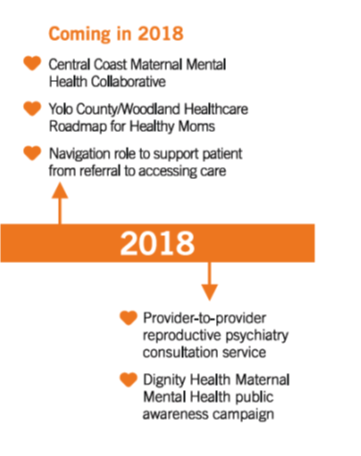 Coming in 2018
Central Coast Maternal Mental
Health Collaborative
Yolo County/Woodland Healthcare
Roadmap for Healthy Moms
Navigation role to support patient
from referral to accessing care
2018
Provider-to-provider
reproductive psychiatry
consultation service
Dignity Health Maternal
Mental Health public
awareness campaign